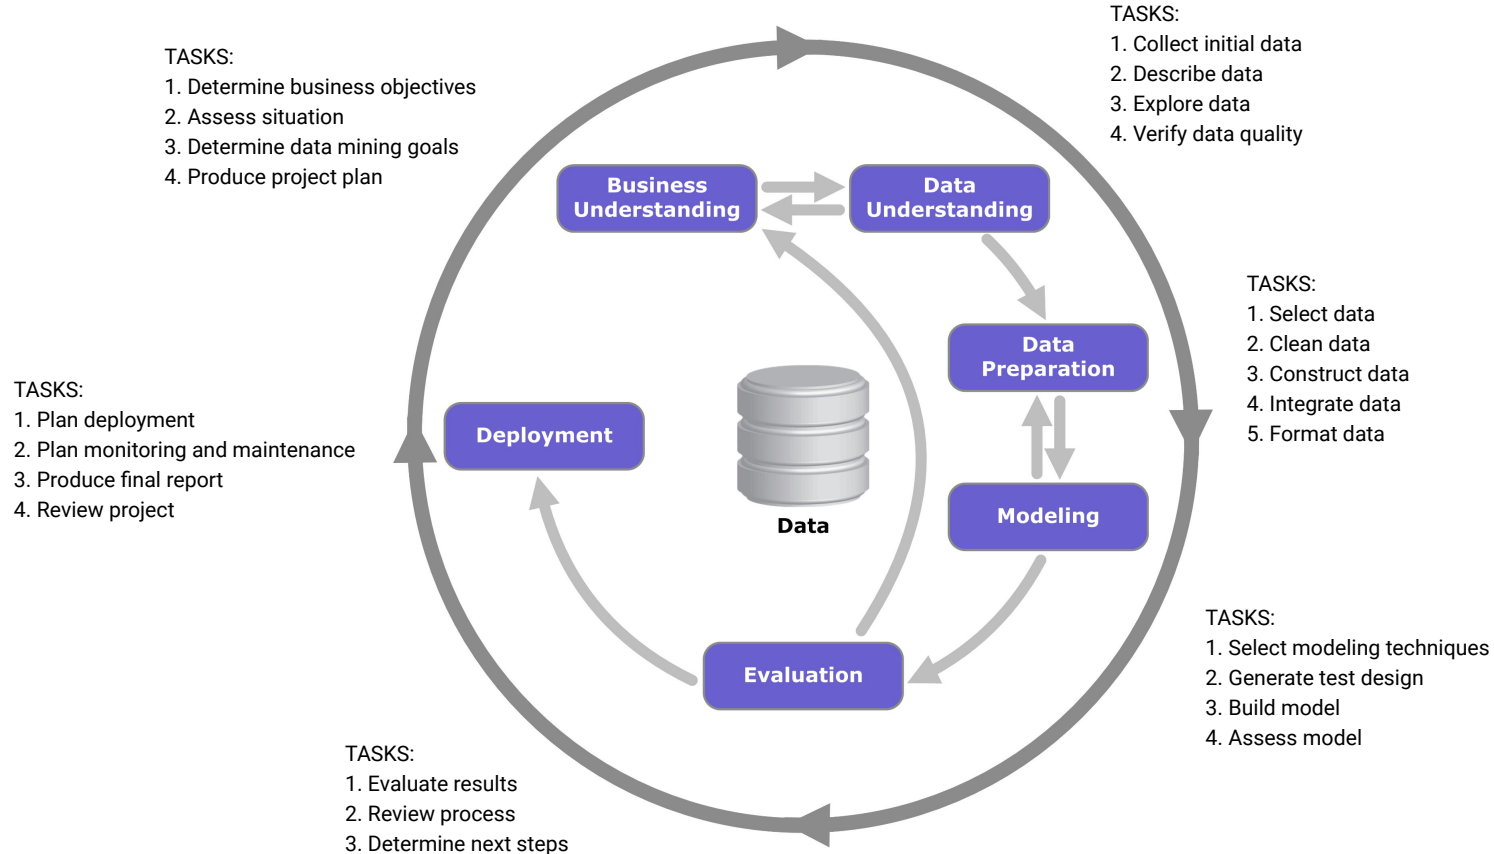 TASKS:
1. Determine business objectives
2. Assess situation
3. Determine data mining goals
4. Produce project plan
TASKS:
1. Collect initial data
2. Describe data
3. Explore data
4. Verify data quality
Business
Understanding
Data
Understanding
TASKS:
1. Select data
2. Clean data
3. Construct data
4. Integrate data
5. Format data
Data
Preparation
TASKS:
1. Plan deployment
2. Plan monitoring and maintenance
3. Produce final report
4. Review project
Deployment
Data
Modeling
TASKS:
1. Select modeling techniques
2. Generate test design
3. Build model
4. Assess model
Evaluation
TASKS:
1. Evaluate results
2. Review process
3. Determine next steps